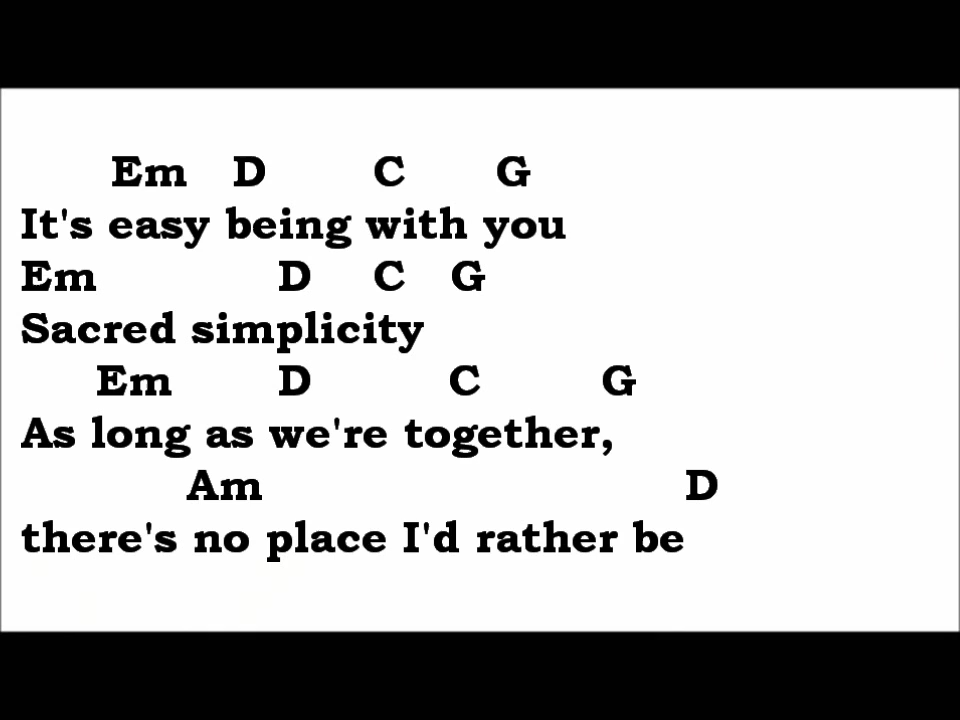 Em D C G
It's easy being with you
Em D C G
Sacred simplicity
Em D C G
As long as we're together,
Am D
there's no place I'd rather be